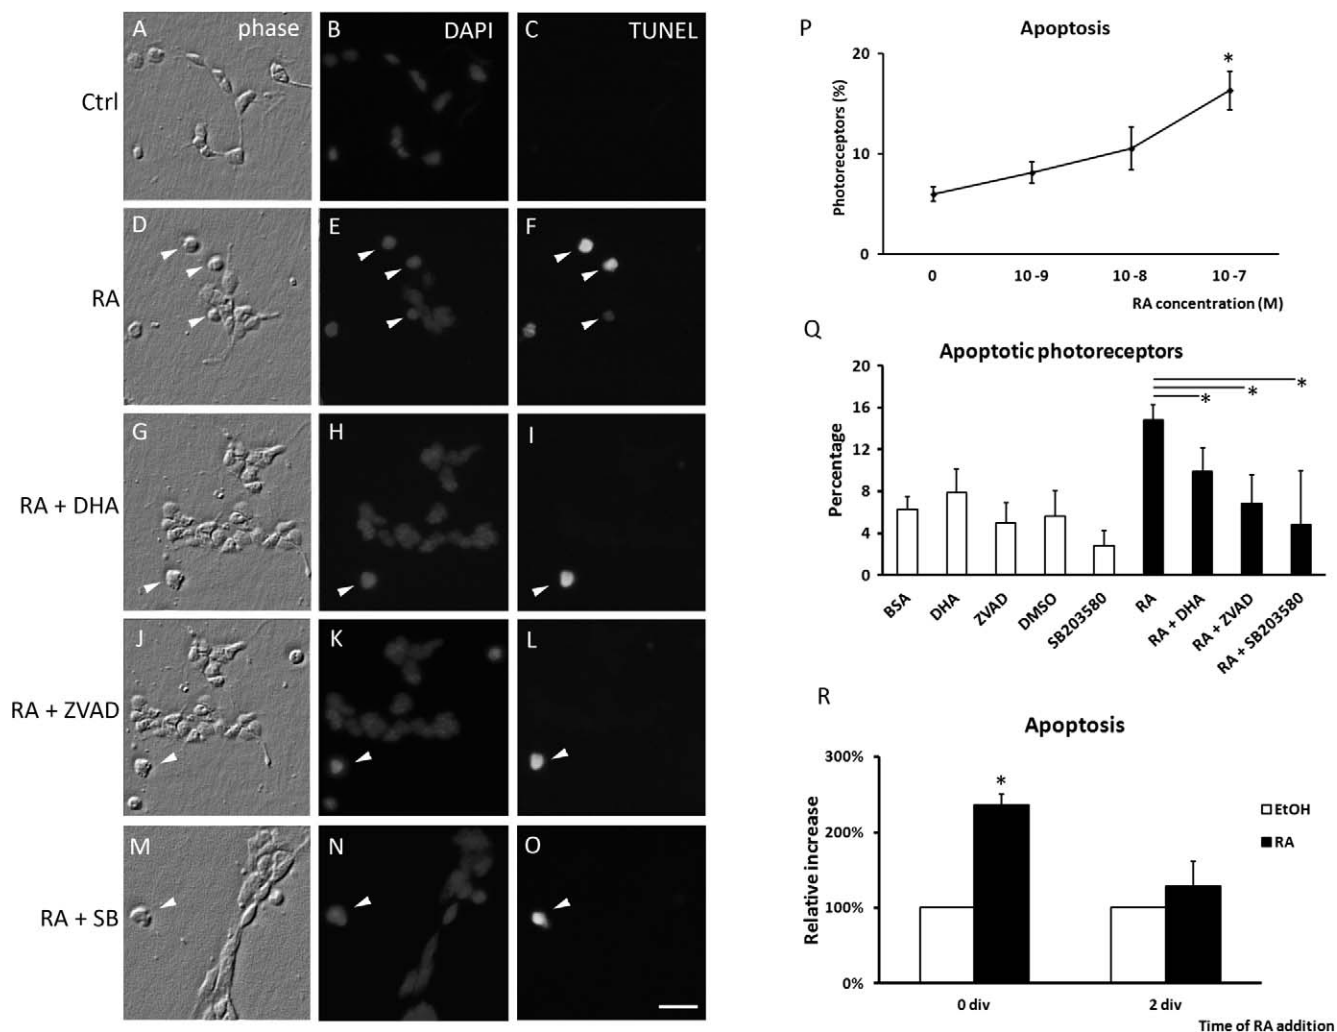 A phase B DAPI C TUNEL
Ctrl
D E F
RA
G H I
RA + DHA
J K L
RA + ZVAD
M N O
RA + SB
P
Apoptosis
Photoreceptors (%)
20
*
10
0
0 10-9 10-8 10-7
RA concentration (M)
Q
Apoptotic photoreceptors
Percentage
20
16
12
8
4
0
* * *
BSA DHA ZVAD DMSO SB203580 RA RA + DHA RA + ZVAD RA + SB203580
R
Apoptosis
Relative increase
300%
200%
100%
0%
*
EtOH
RA
0 div 2 div
Time of RA addition